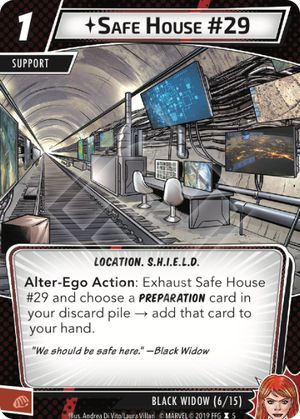 1
SAFE HOUSE #29
SUPPORT
LOCATION. S.H.I.E.L.D.
Alter-Ego Action: Exhaust Safe House
#29 and choose a PREPARATION card in
your discard pile → add that card to
your hand.
"We should be safe here." —Black Widow
BLACK WIDOW (6/15)
Illus. Andrea Di Vito/Laura Villari. © MARVEL © 2019 FFG 5